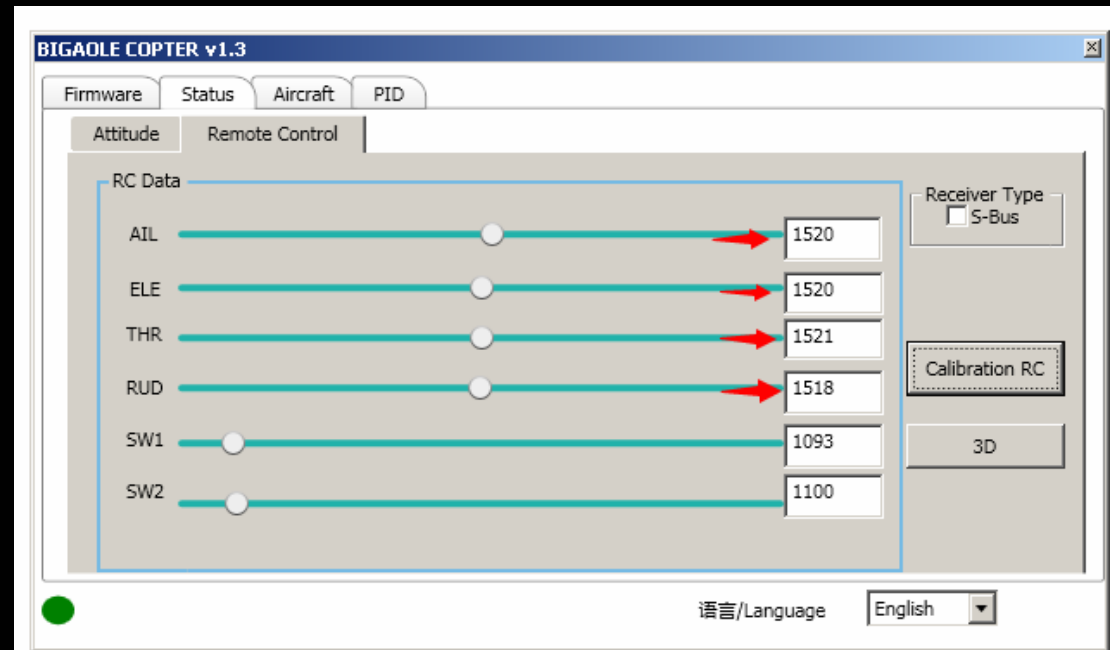 BIGAOLE COPTER v1.3
Firmware Status Aircraft PID
Attitude Remote Control
RC Data
Receiver Type
S-Bus
AIL 1520
ELE 1520
THR 1521
Calibration RC
RUD 1518
SW1 1093
3D
SW2 1100
语言/Language English